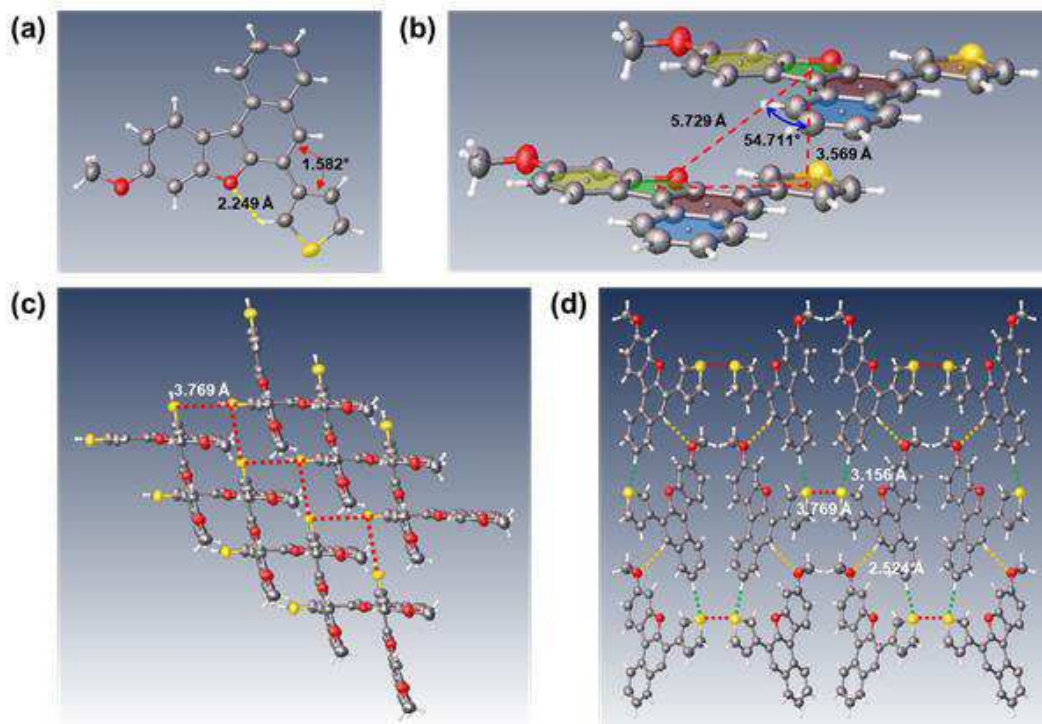 (a)
1.582°
2.249 Å
(b)
5.729 Å
54.711°
3.569 Å
(c)
3.769 Å
(d)
3.156 Å
3.769 Å
2.524 Å